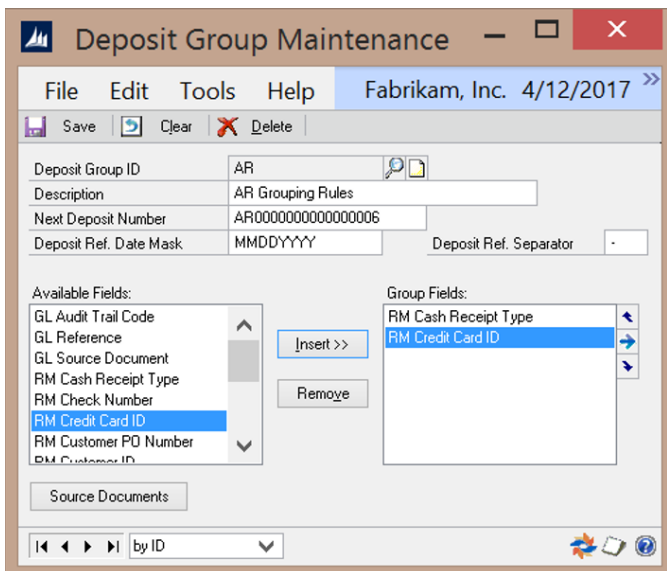 Deposit Group Maintenance
File Edit Tools Help Fabrikam, Inc. 4/12/2017 »
Save Clear Delete
Deposit Group ID AR
Description AR Grouping Rules
Next Deposit Number AR0000000000000006
Deposit Ref. Date Mask MMDDYYYY Deposit Ref. Separator -
Available Fields: Group Fields:
GL Audit Trail Code RM Cash Receipt Type
GL Reference RM Credit Card ID
GL Source Document Insert >>
RM Cash Receipt Type
RM Check Number Remove
RM Credit Card ID
RM Customer PO Number
RM Customer ID
Source Documents
by ID